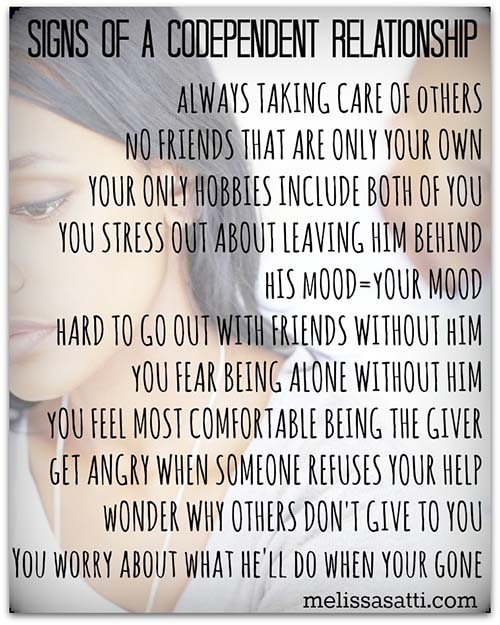 SIGNS OF A CODEPENDENT RELATIONSHIP
ALWAYS TAKING CARE OF oTHERS
nO FRIENDS THAT ARE ONLY YOUR OWN
YOUR ONLY HOBBIES INCLUDE BOTH OF YOU
YOU STRESS OUT ABOUT LEAVING HIM BEHIND
HIS mOOD=YOUR MOOD
hARD TO GO OUT WITH FRIENDS WITHOUT hIM
YOU FEAR BEING ALONE WITHOUT HIM
yOU FEEL MOST COMFORTABLE BEING THE GIVER
GET ANGRY WHEN SOMEONE REFUSES YOUR HELP
WONDER WHY OTHERS DON'T GIVE TO YOU
YOU WORRY ABOUT WHAT HE'LL DO WHEN YOUR GONE
melissasatti.com